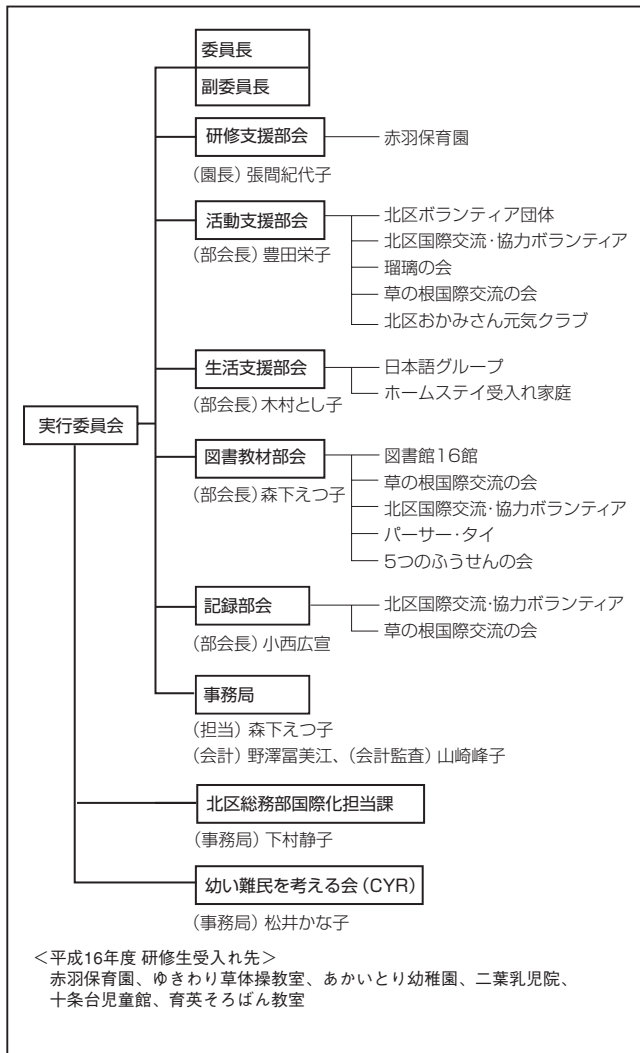 委員長
副委員長
研修支援部会
赤羽保育園
(園長) 張間紀代子
活動支援部会
北区ボランティア団体
(部会長) 豊田栄子
北区国際交流・協力ボランティア
瑠璃の会
草の根国際交流の会
北区おかみさん元気クラブ
生活支援部会
日本語グループ
(部会長) 木村とし子
ホームステイ受入れ家庭
実行委員会
図書教材部会
図書館16館
(部会長) 森下えつ子
草の根国際交流の会
北区国際交流・協力ボランティア
パーサー・タイ
5つのふうせんの会
記録部会
北区国際交流・協力ボランティア
(部会長) 小西広宣
草の根国際交流の会
事務局
(担当) 森下えつ子
(会計) 野澤冨美江、(会計監査) 山崎峰子
北区総務部国際化担当課
(事務局) 下村静子
幼い難民を考える会 (CYR)
(事務局) 松井かな子
＜平成16年度 研修生受入れ先＞
赤羽保育園、ゆきわり草体操教室、あかいとり幼稚園、二葉乳児院、
十条台児童館、育英そろばん教室